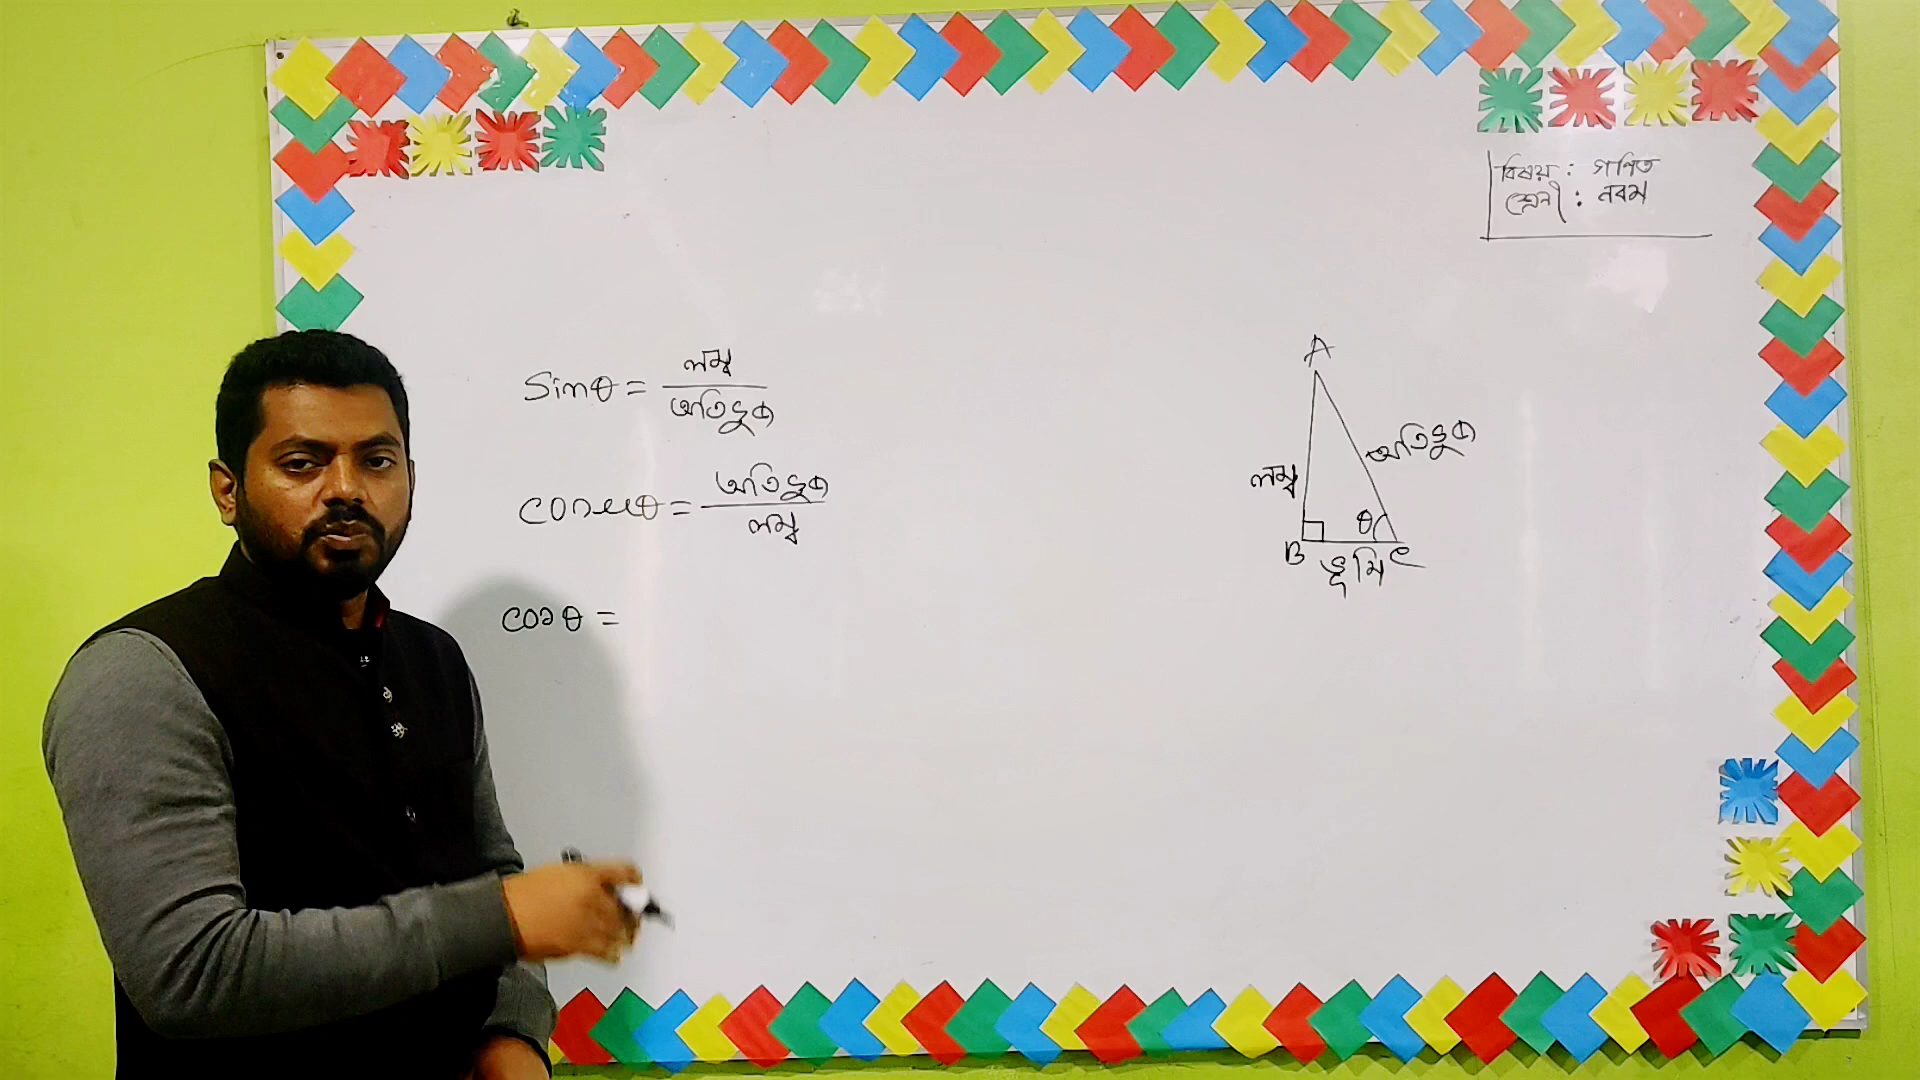 বিষয় : গণিত
শ্রেণী : নবম
Sinθ = লম্ব / অতিভুজ
cosecθ = অতিভুজ / লম্ব
cosθ =
A
লম্ব
অতিভুজ
θ
B
ভূমি
C